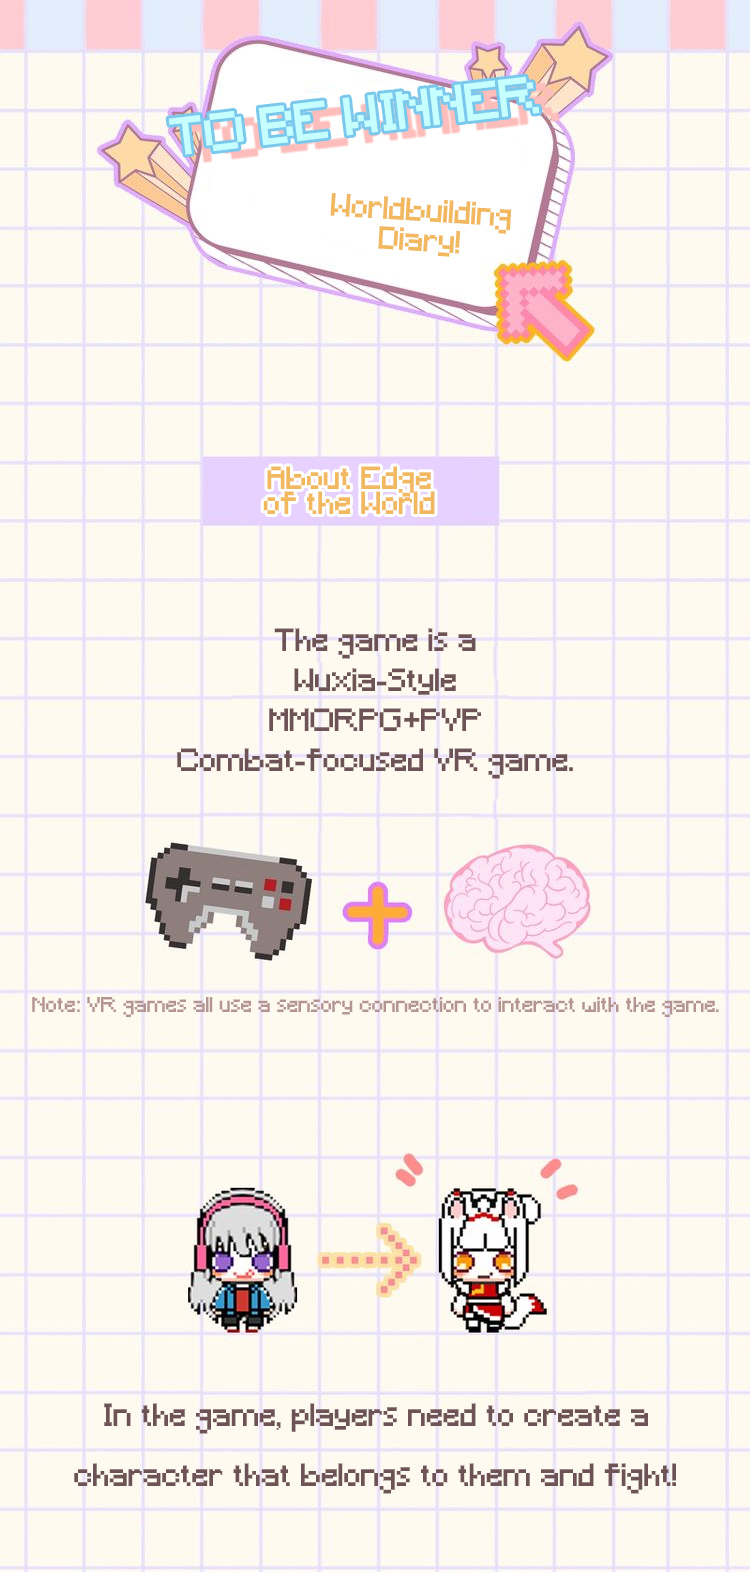 TO BE WINNER
Worldbuilding
Diary!
About Edge
of the World
The game is a
Wuxia-Style
MMORPG+PVP
Combat-focused VR game.
Note: VR games all use a sensory connection to interact with the game.
In the game, players need to create a
character that belongs to them and fight!